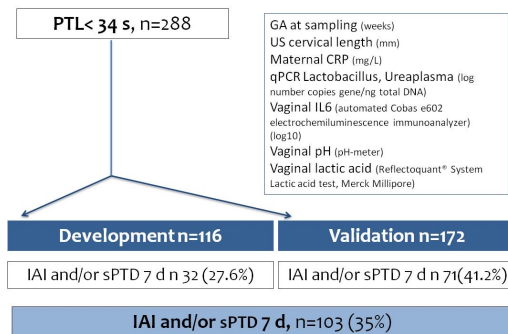 PTL< 34 s, n=288
GA at sampling (weeks)
US cervical length (mm)
Maternal CRP (mg/L)
qPCR Lactobacillus, Ureaplasma (log
number copies gene/ng total DNA)
Vaginal IL6 (automated Cobas e602
electrochemiluminescence immunoanalyzer)
(log10)
Vaginal pH (pH-meter)
Vaginal lactic acid (Reflectoquant® System
Lactic acid test, Merck Millipore)
Development n=116
Validation n=172
IAI and/or sPTD 7 d n 32 (27.6%)
IAI and/or sPTD 7 d n 71(41.2%)
IAI and/or sPTD 7 d, n=103 (35%)